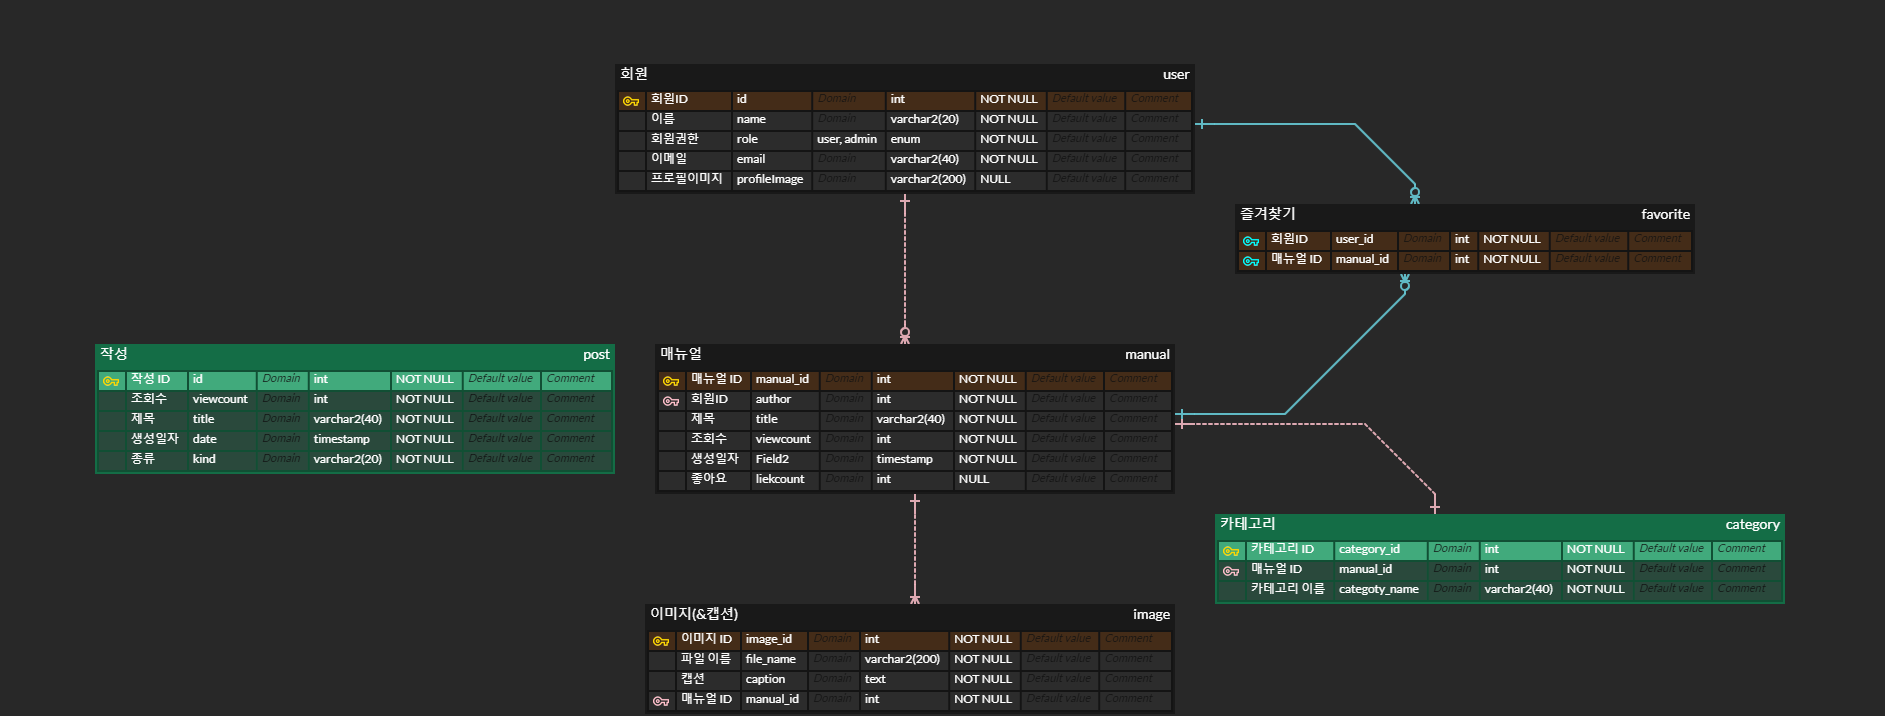 회원 user
회원ID id Domain int NOT NULL Default value Comment
이름 name Domain varchar2(20) NOT NULL Default value Comment
회원권한 role user, admin enum NOT NULL Default value Comment
이메일 email Domain varchar2(40) NOT NULL Default value Comment
프로필이미지 profileImage Domain varchar2(200) NULL Default value Comment
즐겨찾기 favorite
회원ID user_id Domain int NOT NULL Default value Comment
매뉴얼 ID manual_id Domain int NOT NULL Default value Comment
작성 post
작성 ID id Domain int NOT NULL Default value Comment
조회수 viewcount Domain int NOT NULL Default value Comment
제목 title Domain varchar2(40) NOT NULL Default value Comment
생성일자 date Domain timestamp NOT NULL Default value Comment
종류 kind Domain varchar2(20) NOT NULL Default value Comment
매뉴얼 manual
매뉴얼 ID manual_id Domain int NOT NULL Default value Comment
회원ID author Domain int NOT NULL Default value Comment
제목 title Domain varchar2(40) NOT NULL Default value Comment
조회수 viewcount Domain int NOT NULL Default value Comment
생성일자 Field2 Domain timestamp NOT NULL Default value Comment
좋아요 liekcount Domain int NULL Default value Comment
카테고리 category
카테고리 ID category_id Domain int NOT NULL Default value Comment
매뉴얼 ID manual_id Domain int NOT NULL Default value Comment
카테고리 이름 categoty_name Domain varchar2(40) NOT NULL Default value Comment
이미지(&캡션) image
이미지 ID image_id Domain int NOT NULL Default value Comment
파일 이름 file_name Domain varchar2(200) NOT NULL Default value Comment
캡션 caption Domain text NOT NULL Default value Comment
매뉴얼 ID manual_id Domain int NOT NULL Default value Comment